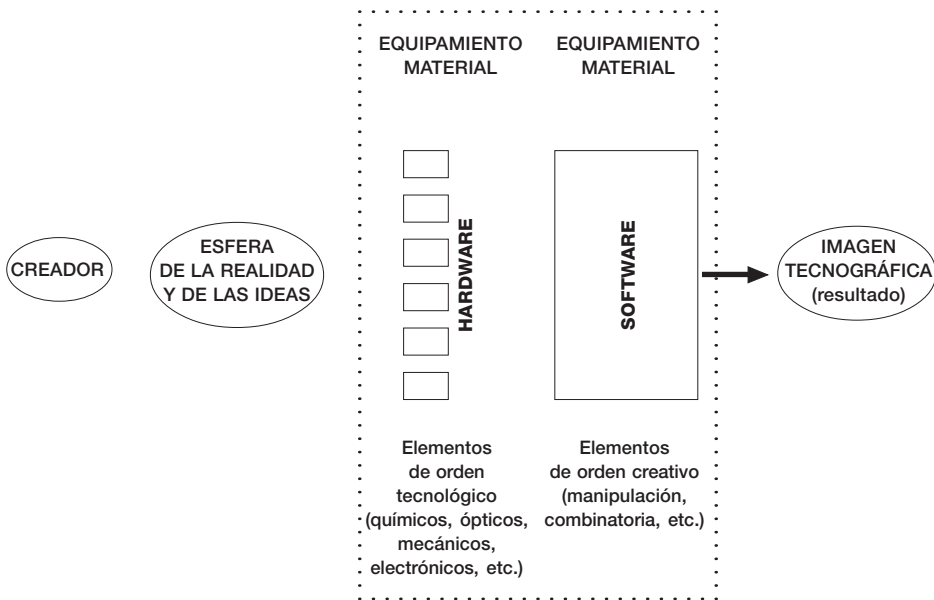 EQUIPAMIENTO
MATERIAL
EQUIPAMIENTO
MATERIAL
CREADOR
ESFERA
DE LA REALIDAD
Y DE LAS IDEAS
HARDWARE
SOFTWARE
IMAGEN
TECNOGRÁFICA
(resultado)
Elementos
de orden
tecnológico
(químicos, ópticos,
mecánicos,
electrónicos, etc.)
Elementos
de orden creativo
(manipulación,
combinatoria, etc.)